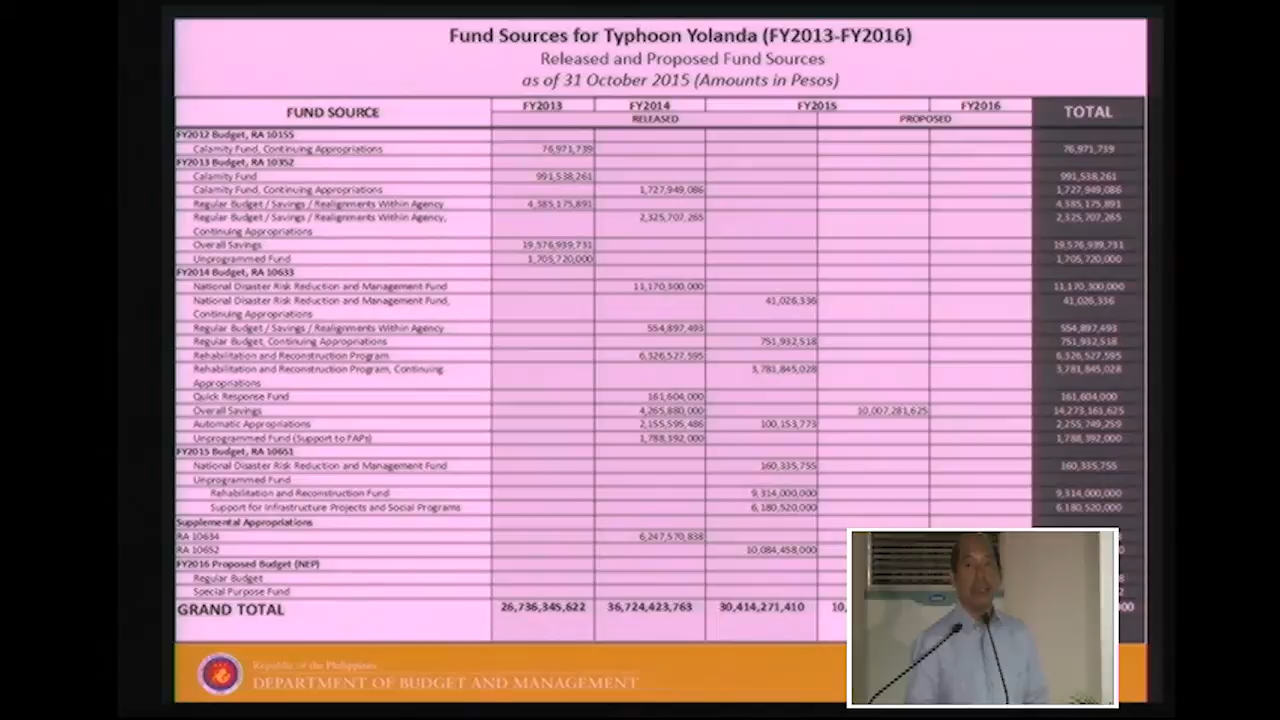 Fund Sources for Typhoon Yolanda (FY2013-FY2016)
Released and Proposed Fund Sources
as of 31 October 2015 (Amounts in Pesos)
FUND SOURCE FY2013 FY2014 FY2015 FY2016 TOTAL
RELEASED PROPOSED
FY2012 Budget, RA 10155
Calamity Fund, Continuing Appropriations 76,971,739 76,971,739
FY2013 Budget, RA 10352
Calamity Fund 991,538,261 991,538,261
Calamity Fund, Continuing Appropriations 1,727,949,086 1,727,949,086
Regular Budget / Savings / Realignments Within Agency 4,385,175,891 4,385,175,891
Regular Budget / Savings / Realignments Within Agency, 2,325,707,265 2,325,707,265
Continuing Appropriations
Overall Savings 19,576,939,731 19,576,939,731
Unprogrammed Fund 1,705,720,000 1,705,720,000
FY2014 Budget, RA 10633
National Disaster Risk Reduction and Management Fund 11,170,300,000 11,170,300,000
National Disaster Risk Reduction and Management Fund, 41,026,336 41,026,336
Continuing Appropriations
Regular Budget / Savings / Realignments Within Agency 554,897,493 554,897,493
Regular Budget, Continuing Appropriations 751,932,518 751,932,518
Rehabilitation and Reconstruction Program 6,326,527,595 6,326,527,595
Rehabilitation and Reconstruction Program, Continuing 3,781,845,028 3,781,845,028
Appropriations
Quick Response Fund 161,604,000 161,604,000
Overall Savings 4,265,880,000 10,007,281,625 14,273,161,625
Automatic Appropriations 2,155,595,486 100,153,773 2,255,749,259
Unprogrammed Fund (Support to FAPs) 1,788,392,000 1,788,392,000
FY2015 Budget, RA 10651
National Disaster Risk Reduction and Management Fund 160,335,755 160,335,755
Unprogrammed Fund
Rehabilitation and Reconstruction Fund 9,314,000,000 9,314,000,000
Support for Infrastructure Projects and Social Programs 6,180,520,000 6,180,520,000
Supplemental Appropriations
RA 10634 6,247,570,838
RA 10652 10,084,458,000
FY2016 Proposed Budget (NEP)
Regular Budget
Special Purpose Fund
GRAND TOTAL 26,736,345,622 36,724,423,763 30,414,271,410 10,
Republic of the Philippines
DEPARTMENT OF BUDGET AND MANAGEMENT